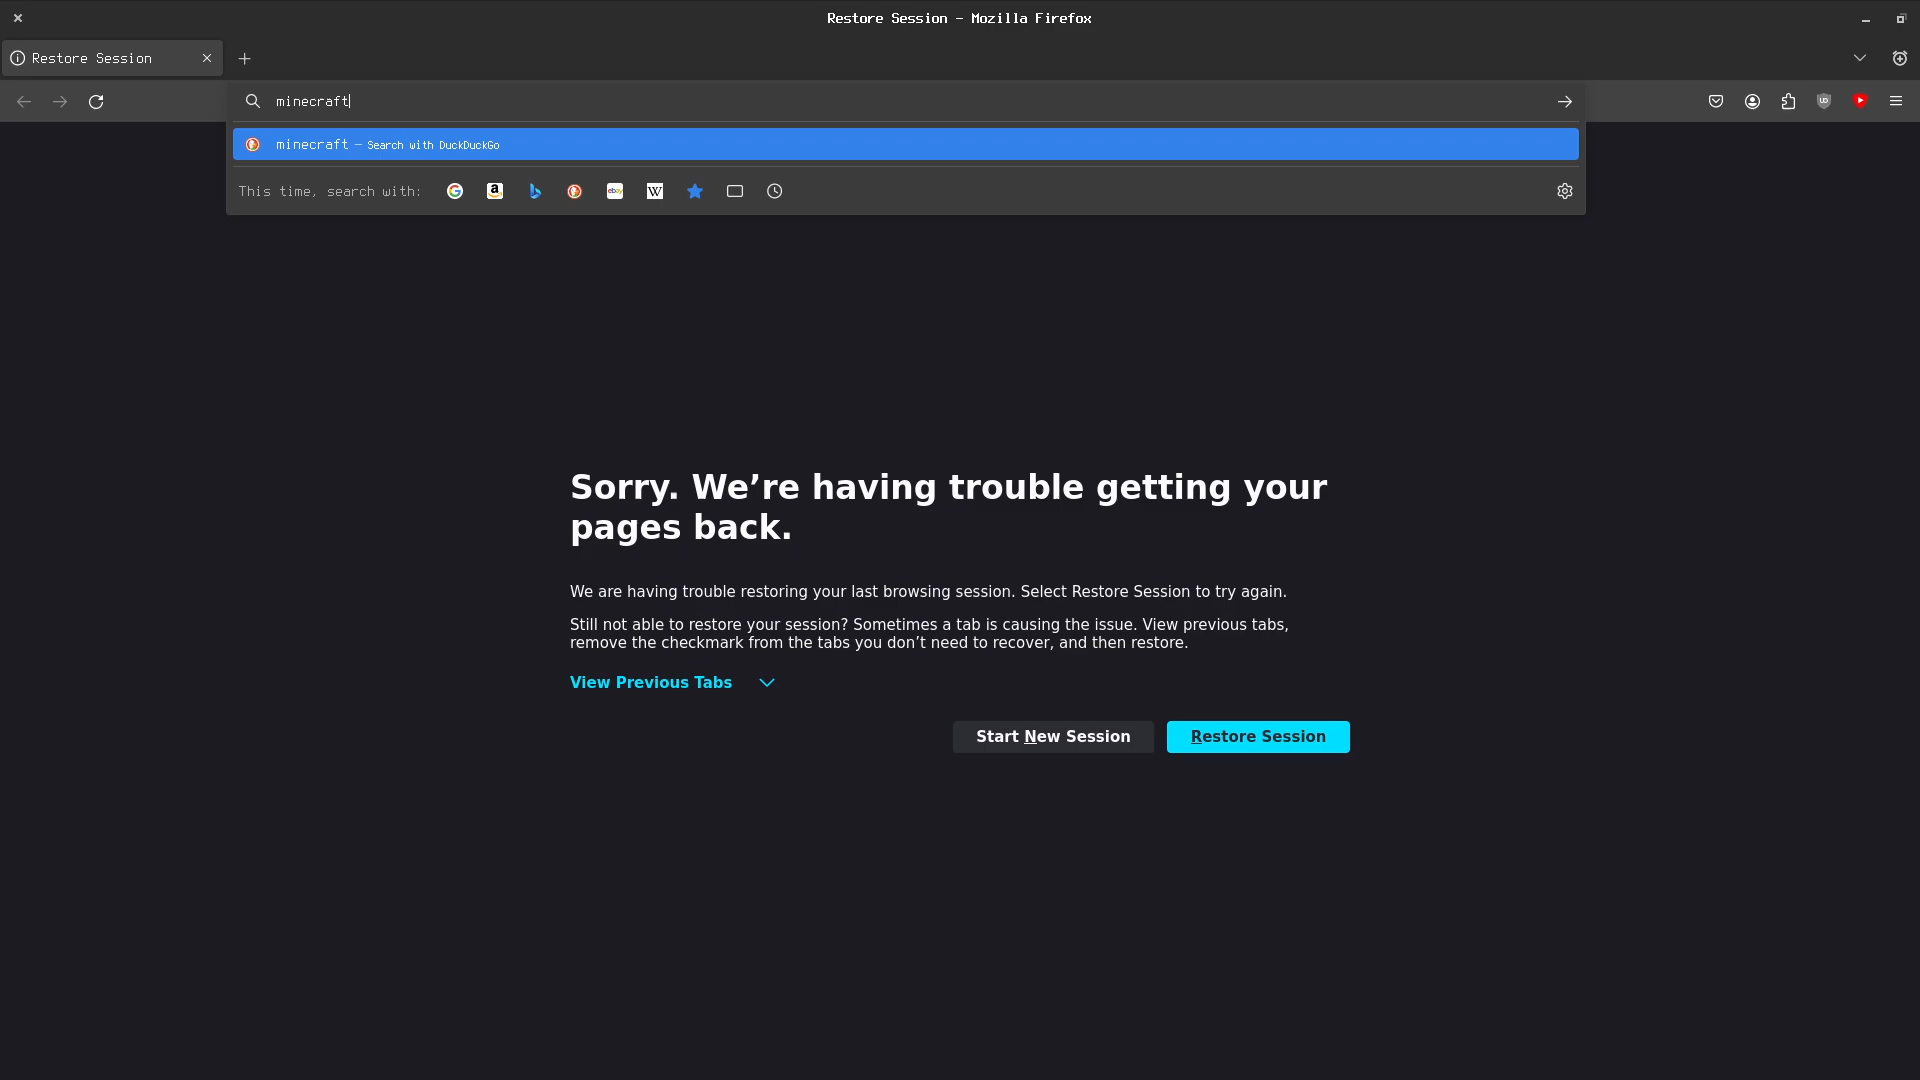 Restore Session — Mozilla Firefox
Restore Session
minecraft
minecraft — Search with DuckDuckGo
This time, search with:
Sorry. We’re having trouble getting your
pages back.
We are having trouble restoring your last browsing session. Select Restore Session to try again.
Still not able to restore your session? Sometimes a tab is causing the issue. View previous tabs,
remove the checkmark from the tabs you don’t need to recover, and then restore.
View Previous Tabs
Start New Session Restore Session